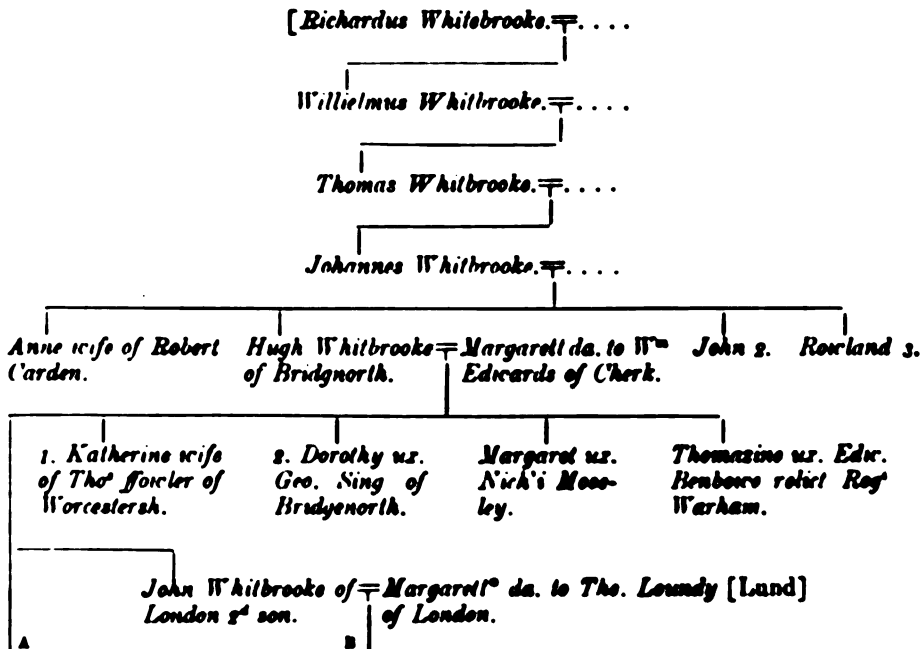 [Richardus Whitebrooke. . . . .
Willielmus Whitbrooke. . . . .
Thomas Whitbrooke. . . . .
Johannes Whitbrooke. . . . .
Anne wife of Robert Carden.
Hugh Whitbrooke of Bridgnorth.
Margarett da. to Wᵐ Edwards of Cherk.
John 2.
Rowland 3.
1. Katherine wife of Thoˢ ffowler of Worcestersh.
2. Dorothy ux. Geo. Sing of Bridgenorth.
Margaret ux. Nich'i Moseley.
Thomazine ux. Edw. Benbowe relict Rogᵗ Warham.
John Whitbrooke of London 2ᵈ son.
Margarettᵉ da. to Tho. Loundy [Lund] of London.
A B